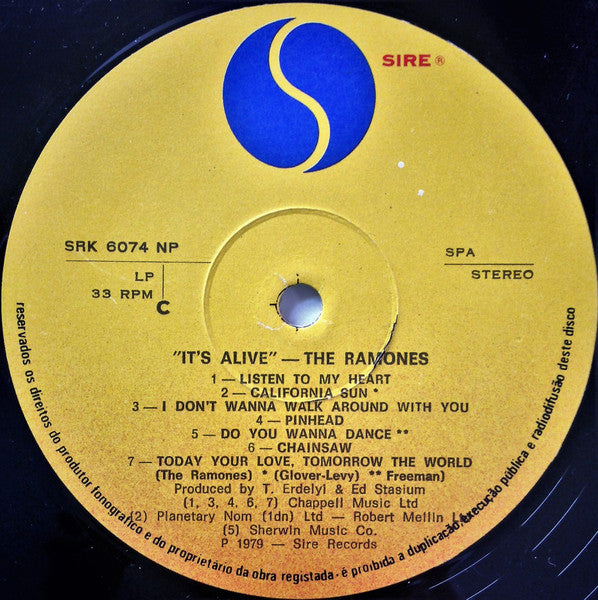 SIRE ®
SRK 6074 NP
SPA
LP
STEREO
33 RPM
C
"IT'S ALIVE" — THE RAMONES
1 — LISTEN TO MY HEART
2 — CALIFORNIA SUN *
3 — I DON'T WANNA WALK AROUND WITH YOU
4 — PINHEAD
5 — DO YOU WANNA DANCE **
6 — CHAINSAW
7 — TODAY YOUR LOVE, TOMORROW THE WORLD
(The Ramones) * (Glover-Levy) ** Freeman)
Produced by T. Erdelyi & Ed Stasium
(1, 3, 4, 6, 7) Chappell Music Ltd
(2) Planetary Nom (1dn) Ltd — Robert Mellin
(5) Sherwin Music Co.
P 1979 — Sire Records
reservados os direitos do produtor fonográfico e do proprietário da obra registada. é proibida a duplicação, execução pública e radiodifusão deste disco